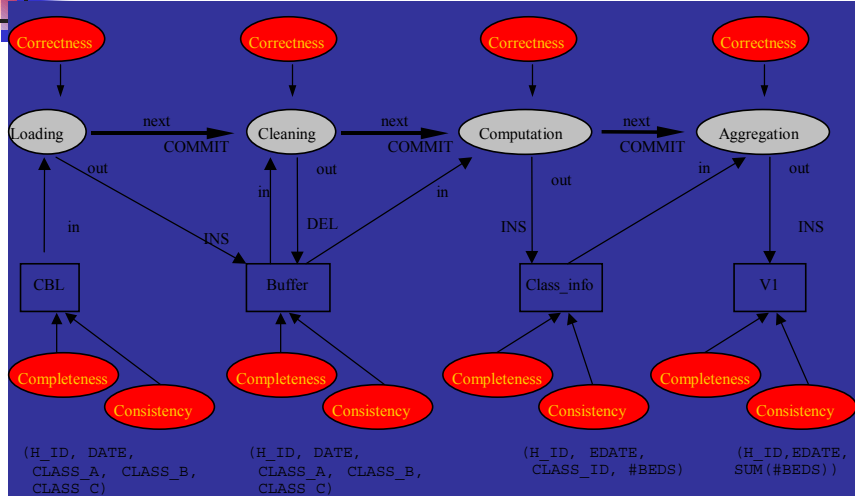 Correctness Correctness Correctness Correctness
Loading next COMMIT Cleaning next COMMIT Computation next COMMIT Aggregation
out in out in out in out
in INS DEL INS INS
CBL Buffer Class_info V1
Completeness Completeness Completeness Completeness
Consistency Consistency Consistency Consistency
(H_ID, DATE,
CLASS_A, CLASS_B,
CLASS_C)
(H_ID, DATE,
CLASS_A, CLASS_B,
CLASS_C)
(H_ID, EDATE,
CLASS_ID, #BEDS)
(H_ID,EDATE,
SUM(#BEDS))